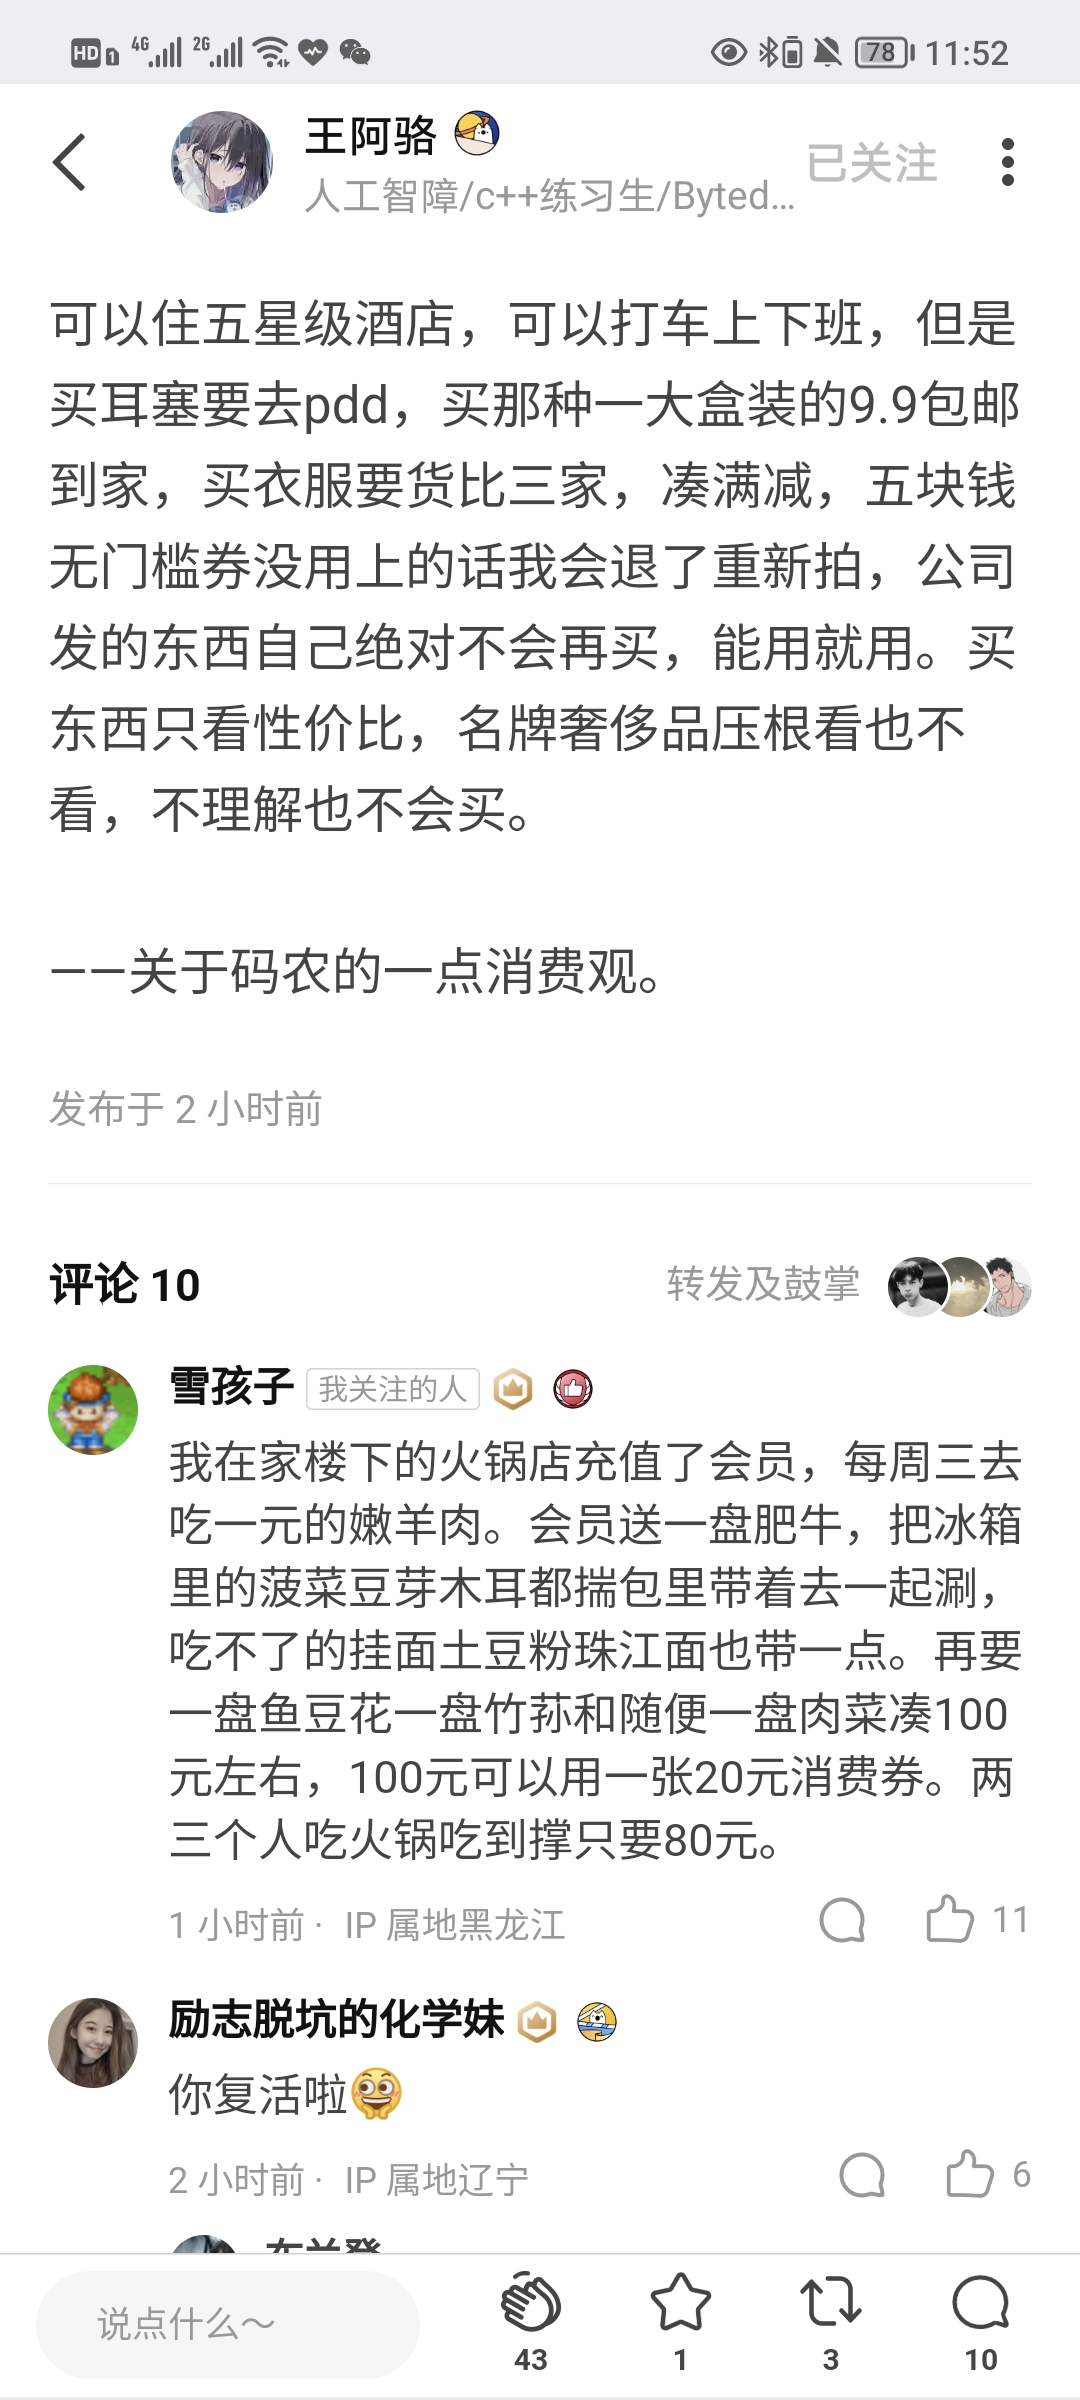 HD 1 4G 2G 78 11:52
王阿骆
已关注
人工智障/c++练习生/Byted...
可以住五星级酒店，可以打车上下班，但是
买耳塞要去pdd，买那种一大盒装的9.9包邮
到家，买衣服要货比三家，凑满减，五块钱
无门槛券没用上的话我会退了重新拍，公司
发的东西自己绝对不会再买，能用就用。买
东西只看性价比，名牌奢侈品压根看也不
看，不理解也不会买。
——关于码农的一点消费观。
发布于 2 小时前
评论 10
转发及鼓掌
雪孩子 我关注的人
我在家楼下的火锅店充值了会员，每周三去
吃一元的嫩羊肉。会员送一盘肥牛，把冰箱
里的菠菜豆芽木耳都揣包里带着去一起涮，
吃不了的挂面土豆粉珠江面也带一点。再要
一盘鱼豆花一盘竹荪和随便一盘肉菜凑100
元左右，100元可以用一张20元消费券。两
三个人吃火锅吃到撑只要80元。
1 小时前 · IP 属地黑龙江
11
励志脱坑的化学妹
你复活啦
2 小时前 · IP 属地辽宁
6
说点什么～
43
1
3
10